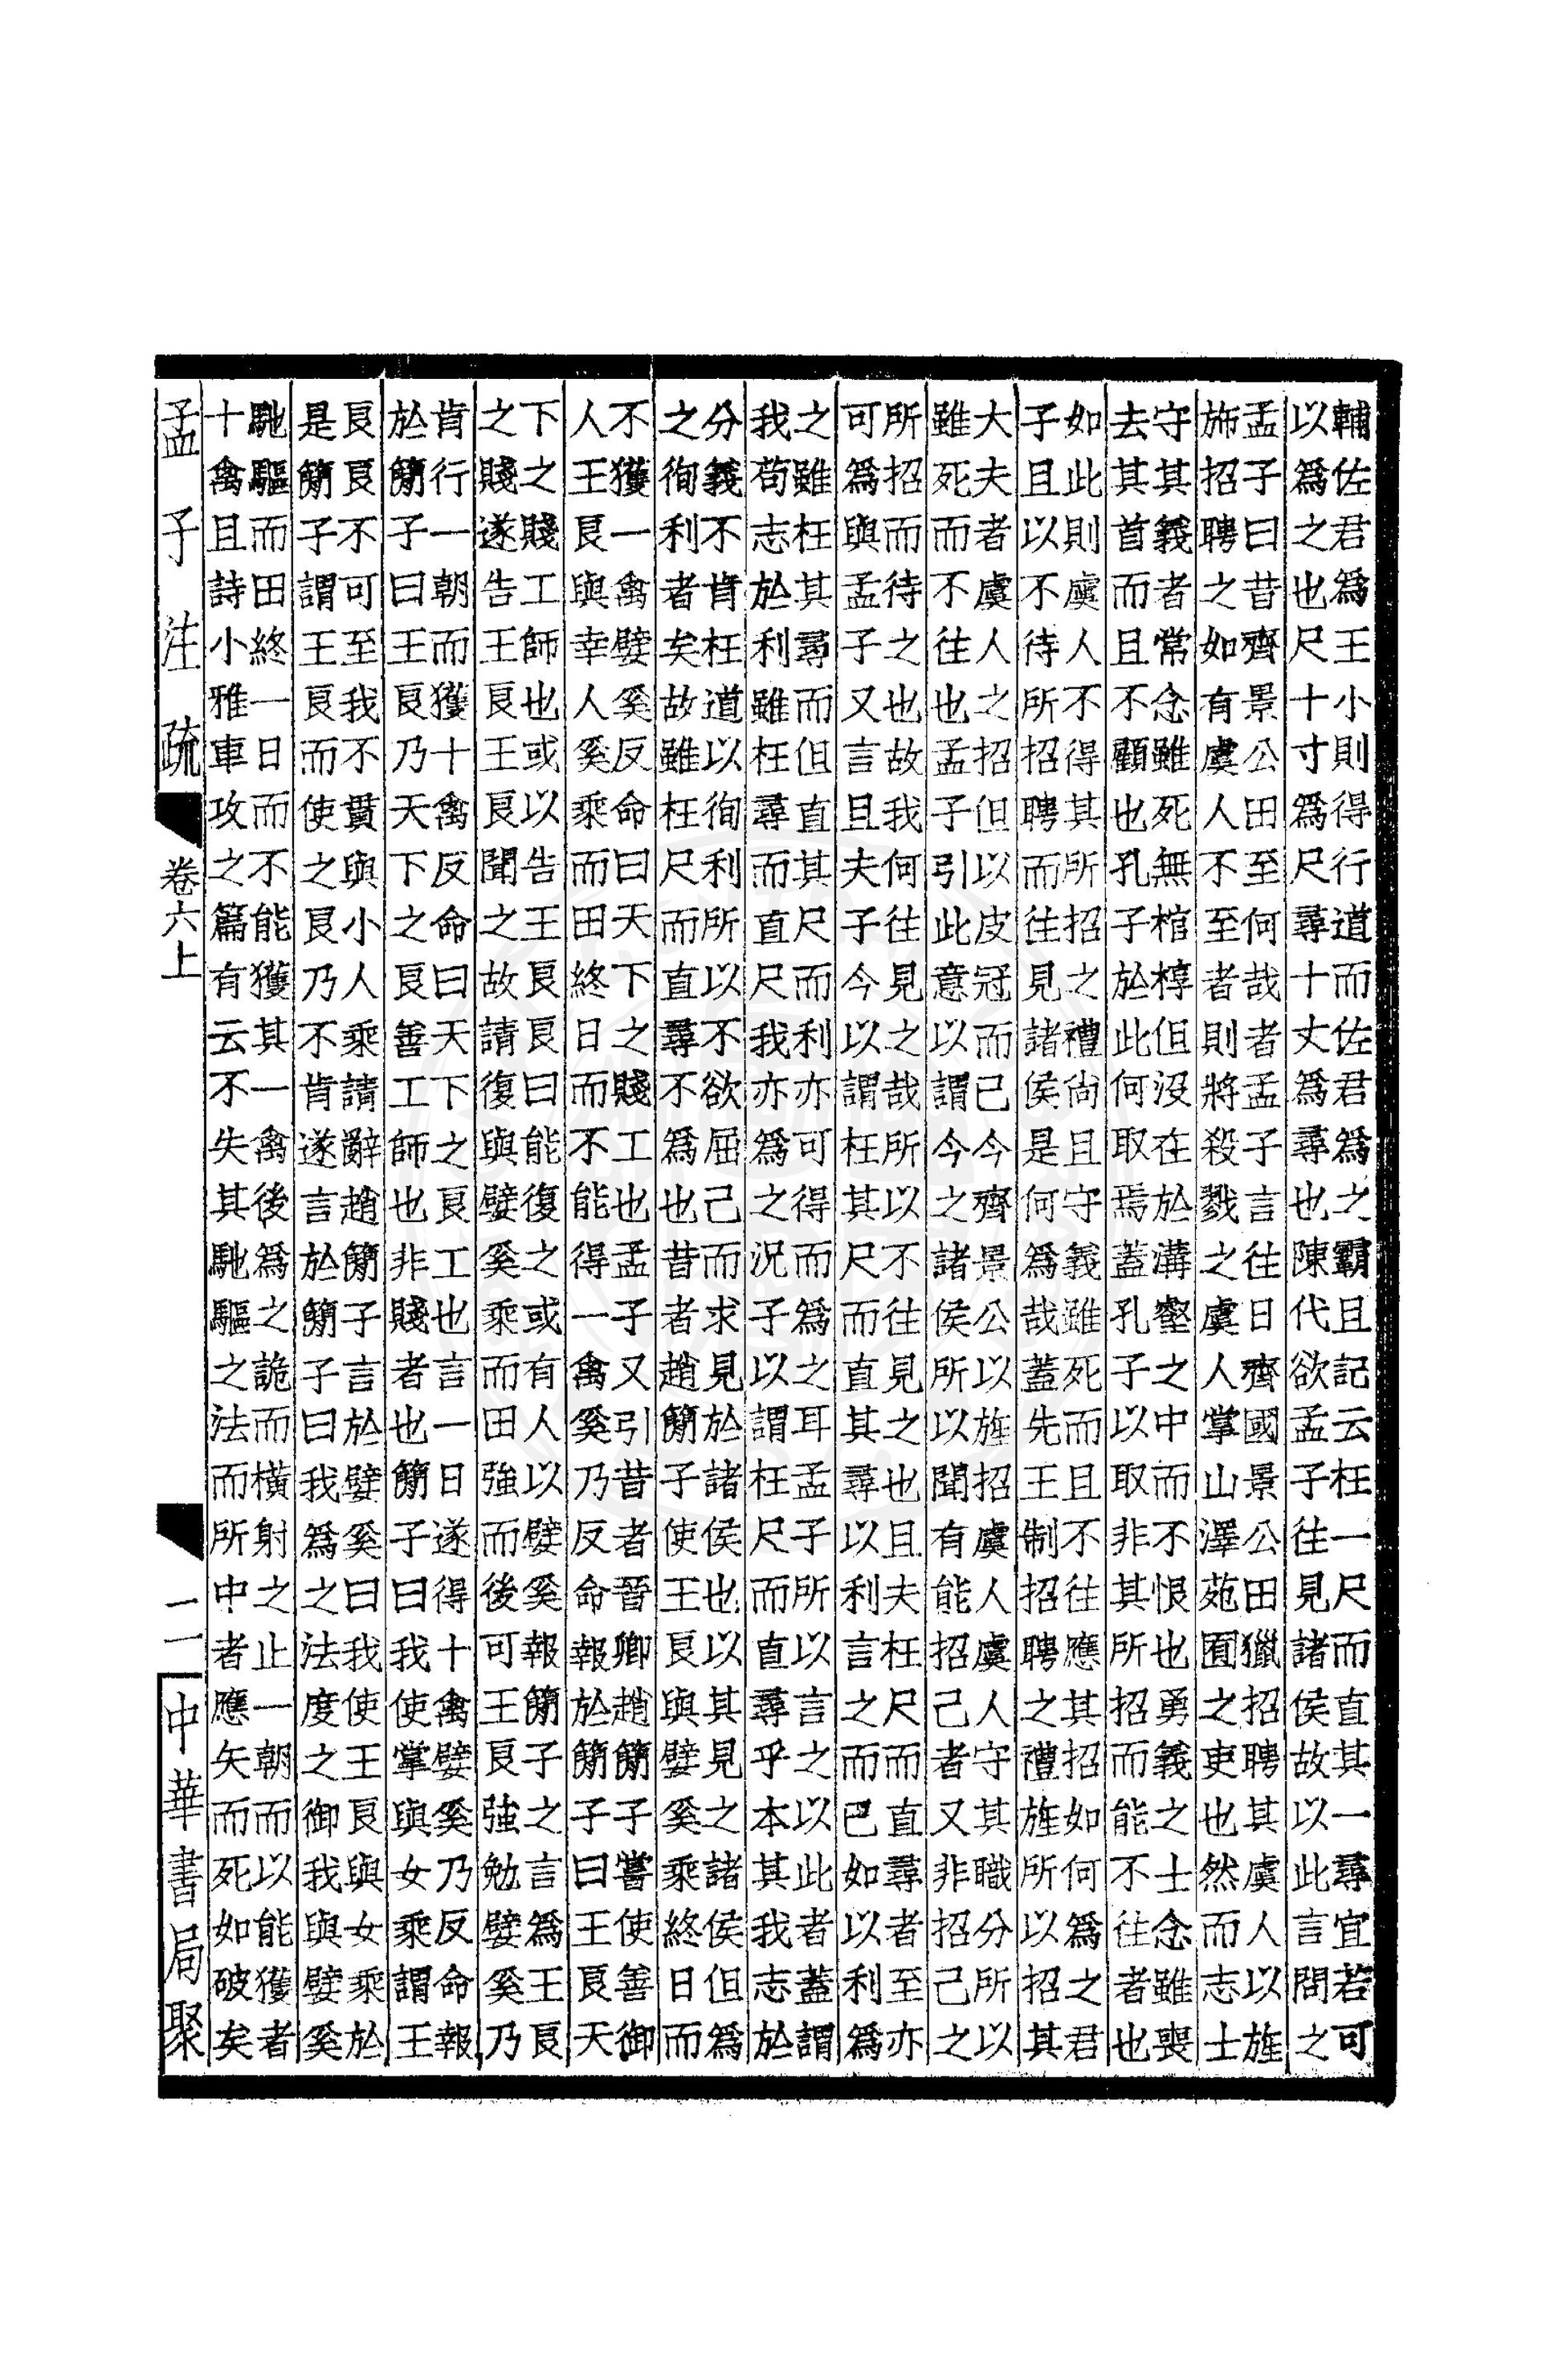 輔佐君爲王小則得行道而佐君爲之霸且記云枉一尺而直其一尋宜若可
以爲之也尺十寸爲尺尋十丈爲尋也陳代欲孟子往見諸侯故以此言問之
孟子曰昔齊景公田至何哉者孟子言往日齊國景公田獵招聘其虞人以旌
旆招聘之如有虞人不至者則將殺戮之虞人掌山澤苑囿之吏也然而志士
守其義者常念雖死無棺椁但沒在於溝壑之中而不恨也勇義之士念雖喪
去其首而且不顧也孔子於此何取焉蓋孔子以取非其所招而能不往者也
如此則虞人不得其所招之禮尚且守義雖死而且不往應其招如何爲之君
子且以不待所招聘而往見諸侯是何爲哉蓋先王制招聘之禮旌所以招其
大夫者虞人之招但以皮冠而已今齊景公以旌招虞人虞人守其職分所以
雖死而不往也孟子引此意以謂今之諸侯所以聞有能招己者又非招己之
所招而待之也故我何往見之哉所以不往見之也且夫枉尺而直尋者至亦
可爲與孟子又言且夫子今以謂枉其尺而直其尋以利言之而已如以利爲
之雖枉其尋而但直其尺而利亦可得而爲之耳孟子所以言之以此者蓋謂
我苟志於利雖枉尋而直尺我亦爲之況子以謂枉尺而直尋乎本其我志於
分義不肯枉道以徇利所以不欲屈己而求見於諸侯也以其見之諸侯但爲
之徇利者矣故雖枉尺而直尋不爲也昔者趙簡子使王良與嬖奚乘終日而
不獲一禽嬖奚反命曰天下之賤工也孟子又引昔者晉卿趙簡子嘗使善御
人王良與幸人奚乘而田終日而不能得一禽奚乃反命報於簡子曰王良天
下之賤工師也或以告王良良曰能復之或有人以嬖奚報簡子之言爲王良
之賤遂告王良王良聞之故請復與嬖奚乘而田強而後可王良強勉嬖奚乃
肯行一朝而獲十禽反命曰天下之良工也言一日遂得十禽嬖奚乃反命報
於簡子曰王良乃天下之良善工師也非賤者也簡子曰我使掌與女乘謂王
良良不可至我不貫與小人乘請辭趙簡子言於嬖奚曰我使王良與女乘於
是簡子謂王良而使之良乃不肯遂言於簡子曰我爲之法度之御我與嬖奚
馳驅而田終一日而不能獲其一禽後爲之詭而橫射之止一朝而以能獲者
十禽且詩小雅車攻之篇有云不失其馳驅之法而所中者應矢而死如破矣
孟子注疏 卷六上 二一 中華書局聚